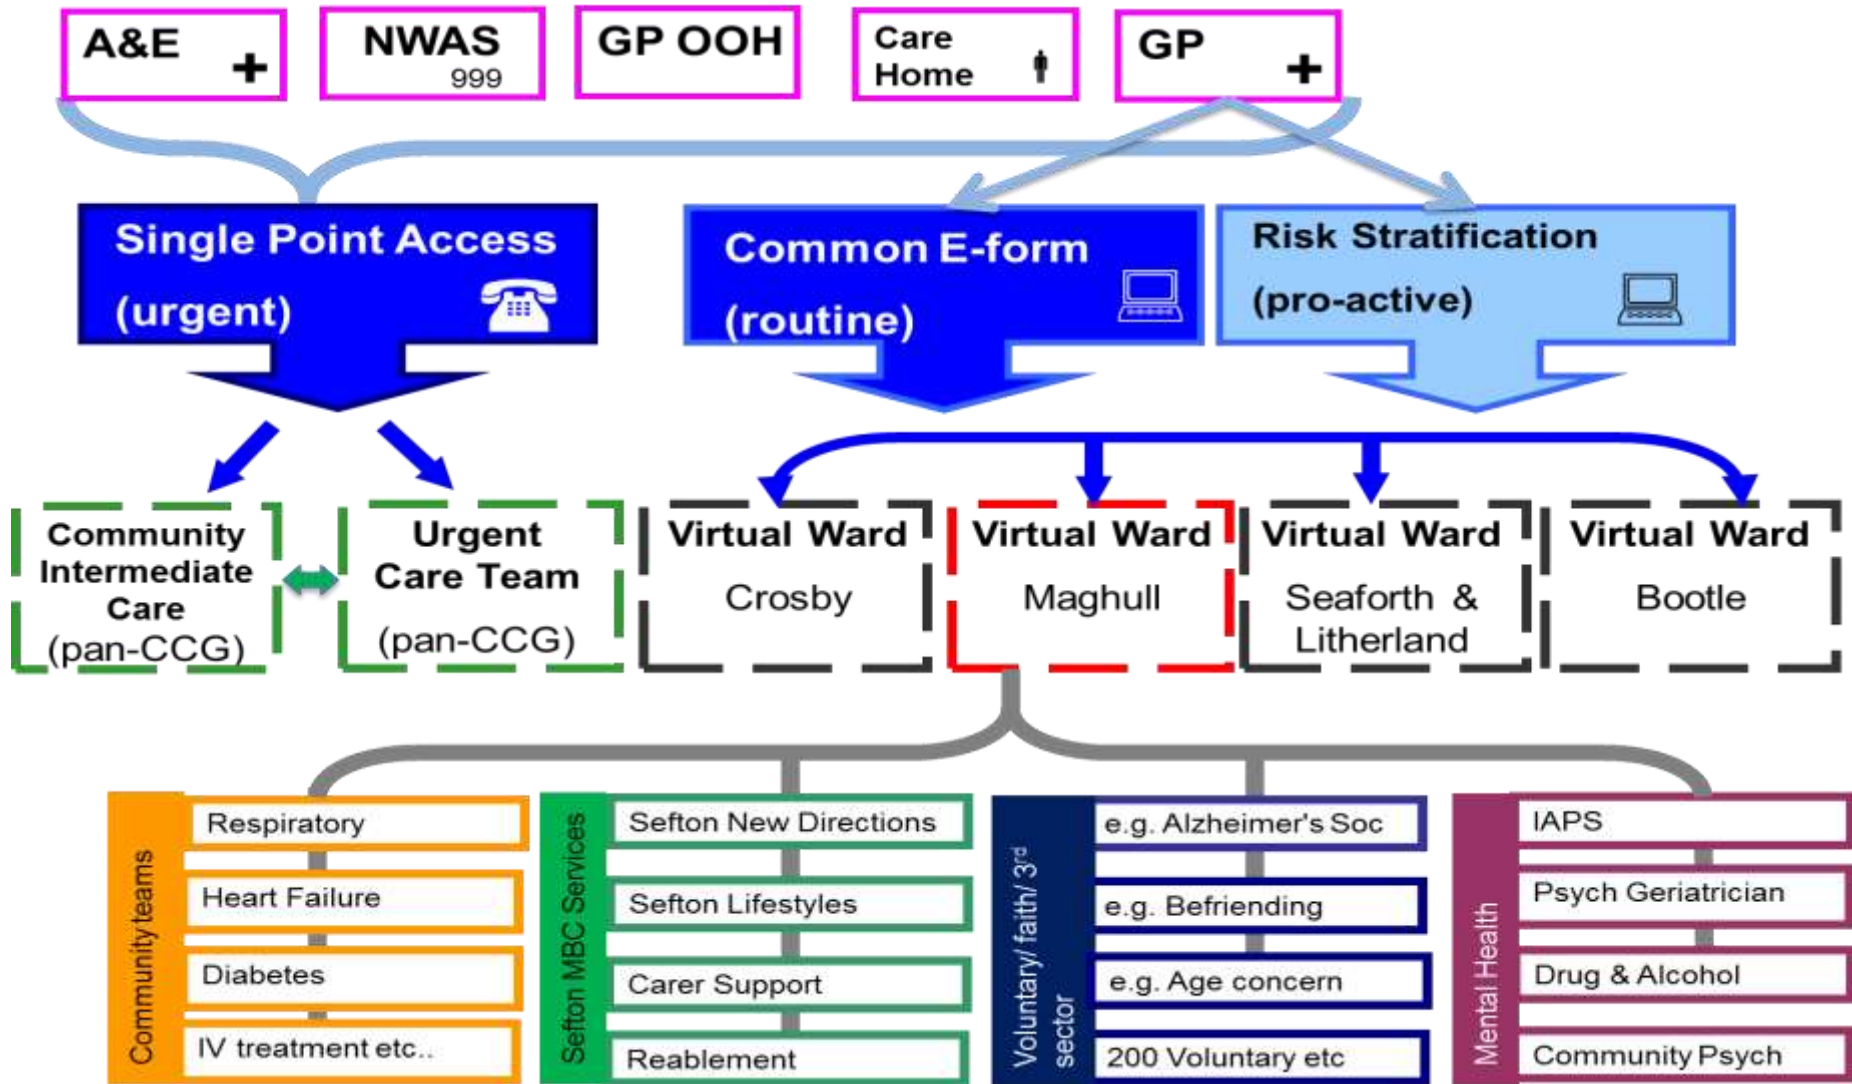 A&E
NWAS
999
GP OOH
Care
Home
GP
Single Point Access
(urgent)
Common E-form
(routine)
Risk Stratification
(pro-active)
Community
Intermediate
Care
(pan-CCG)
Urgent
Care Team
(pan-CCG)
Virtual Ward
Crosby
Virtual Ward
Maghull
Virtual Ward
Seaforth &
Litherland
Virtual Ward
Bootle
Community teams
Respiratory
Heart Failure
Diabetes
IV treatment etc..
Sefton MBC Services
Sefton New Directions
Sefton Lifestyles
Carer Support
Reablement
Voluntary/ faith/ 3rd
sector
e.g. Alzheimer's Soc
e.g. Befriending
e.g. Age concern
200 Voluntary etc
Mental Health
IAPS
Psych Geriatrician
Drug & Alcohol
Community Psych